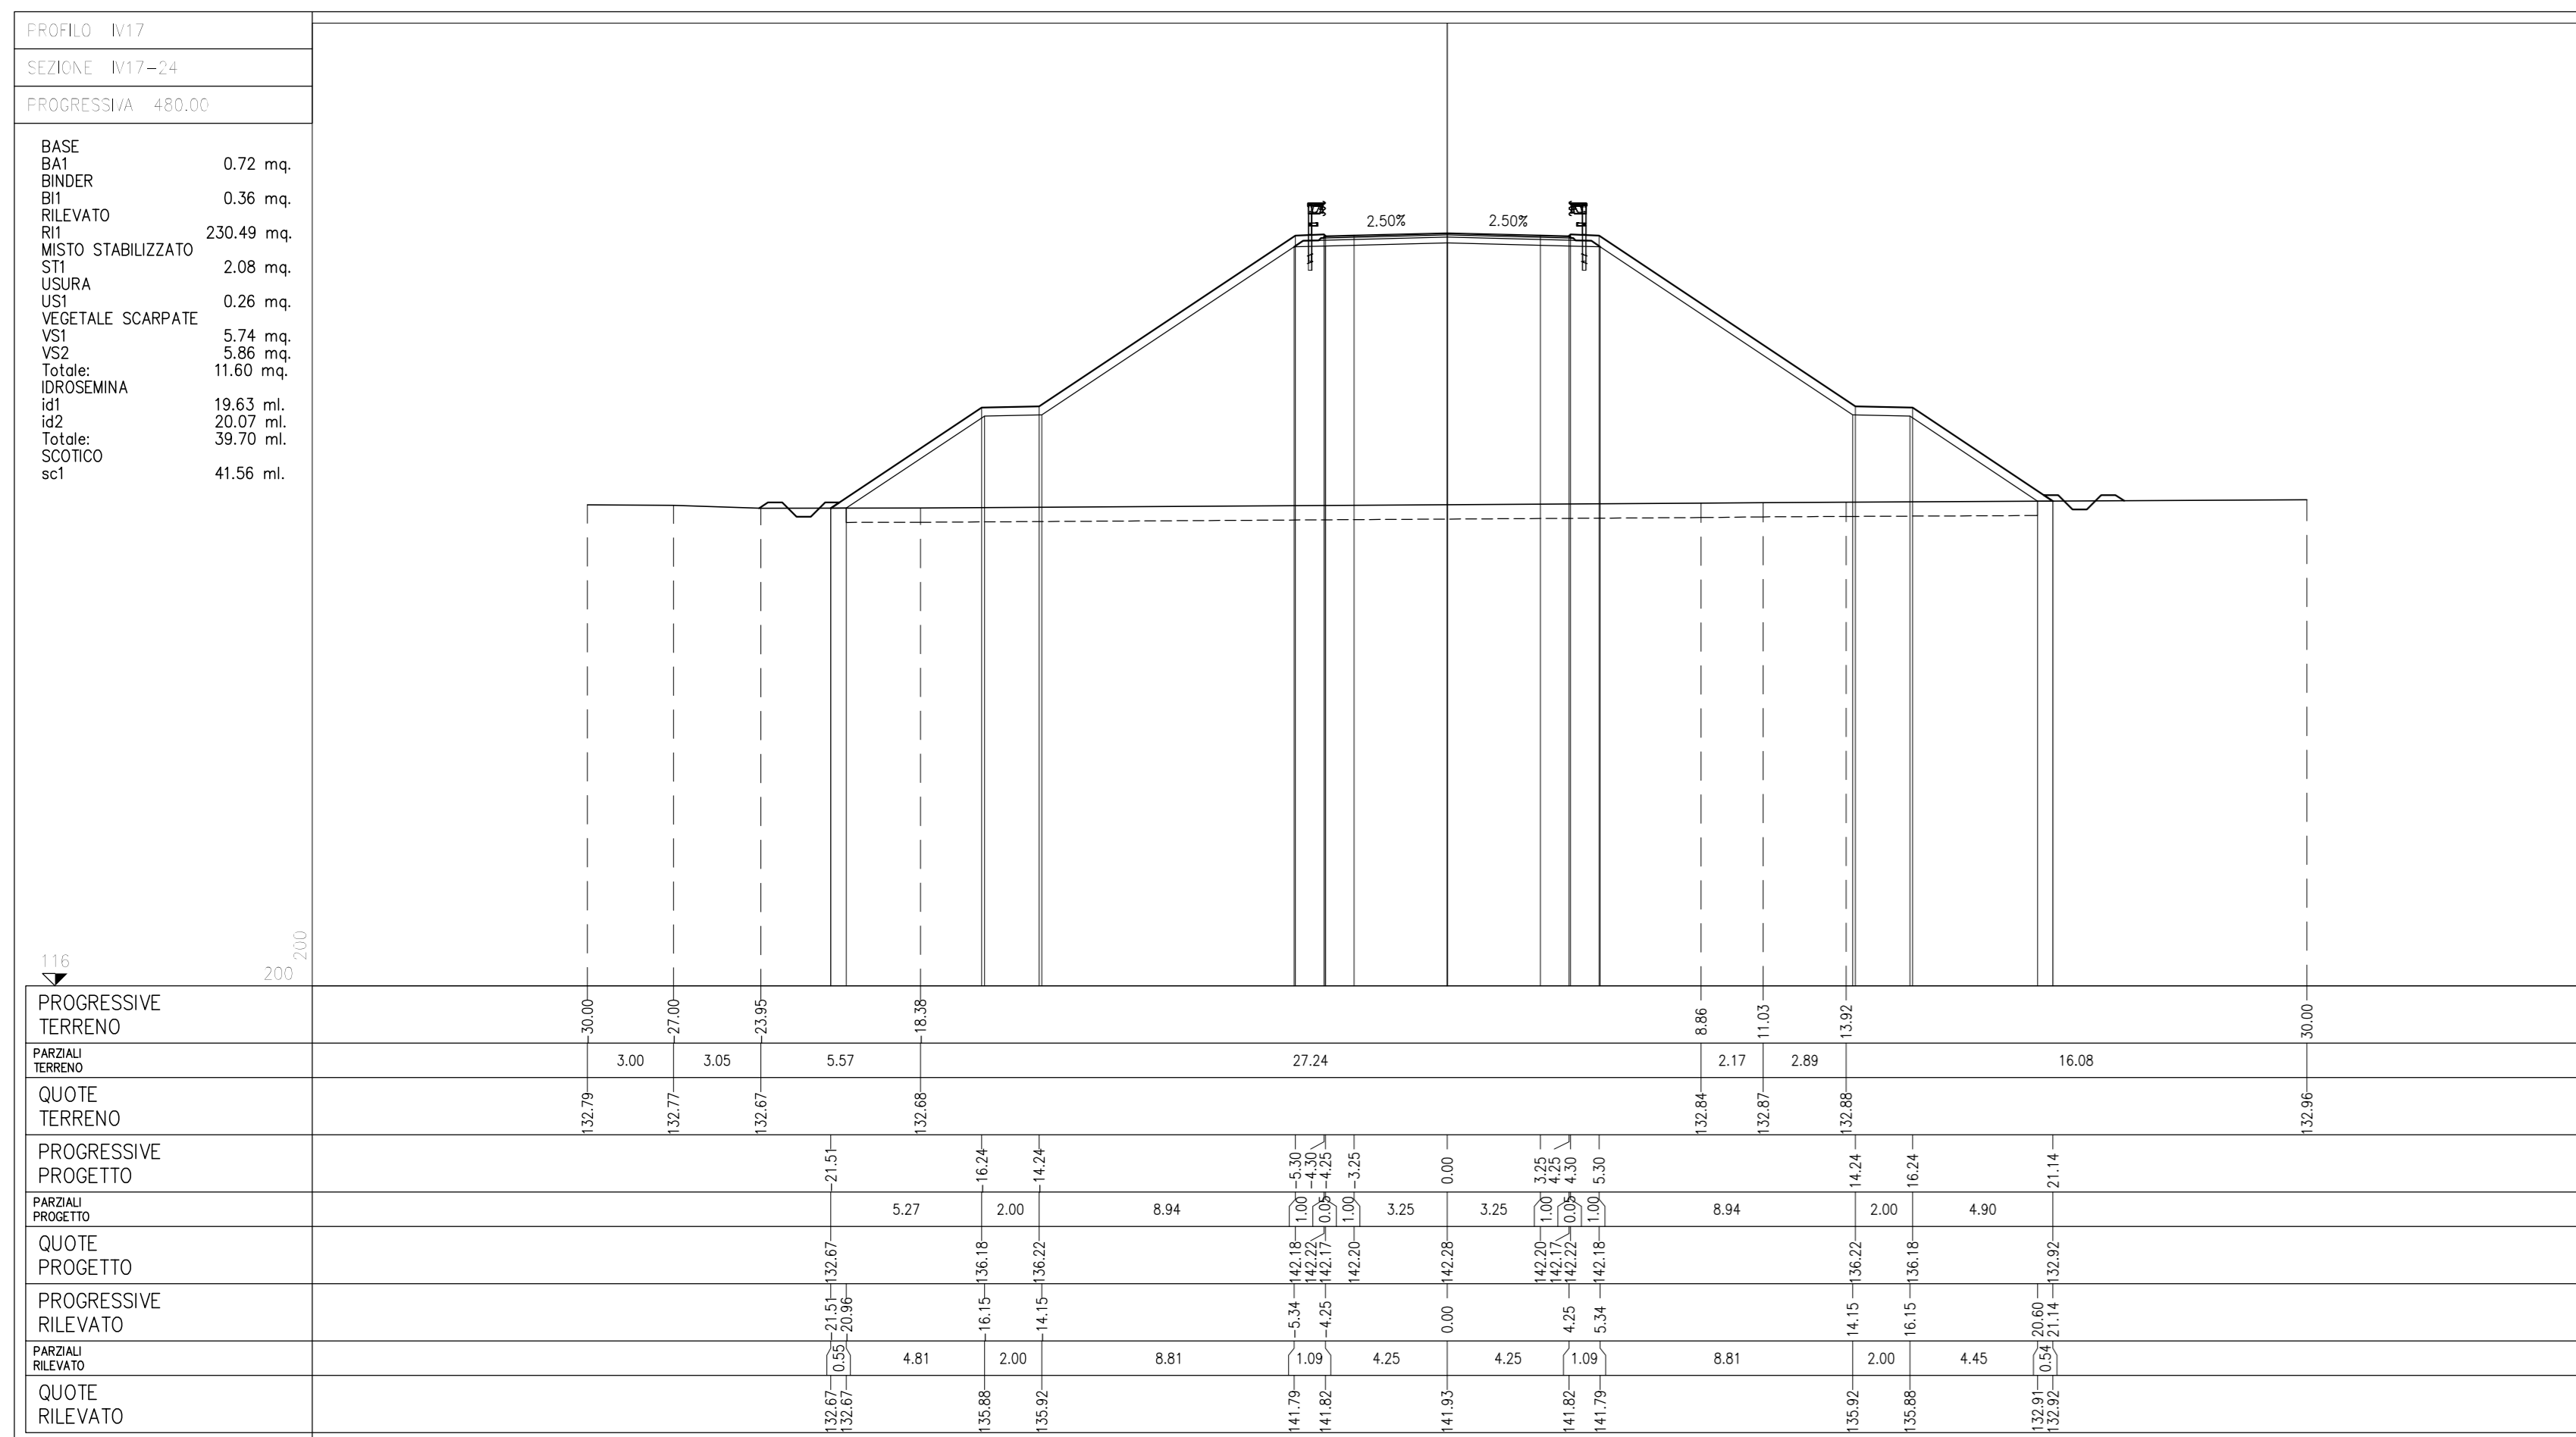 PROFILO IV17
SEZIONE IV17-24
PROGRESSIVA 480.00
BASE
BA1 0.72 mq.
BINDER
BI1 0.36 mq.
RILEVATO
RI1 230.49 mq.
MISTO STABILIZZATO
ST1 2.08 mq.
USURA
US1 0.26 mq.
VEGETALE SCARPATE
VS1 5.74 mq.
VS2 5.86 mq.
Totale: 11.60 mq.
IDROSEMINA
id1 19.63 ml.
id2 20.07 ml.
Totale: 39.70 ml.
SCOTICO
sc1 41.56 ml.
2.50% 2.50%
116
200
200
PROGRESSIVE
TERRENO
-30.00 -27.00 -23.95 -18.38 8.86 11.03 13.92 30.00
PARZIALI
TERRENO
3.00 3.05 5.57 27.24 2.17 2.89 16.08
QUOTE
TERRENO
132.79 132.77 132.67 132.68 132.84 132.87 132.88 132.96
PROGRESSIVE
PROGETTO
-21.51 -16.24 -14.24 -5.30 -4.30 -4.25 -3.25 0.00 3.25 4.25 4.30 5.30 14.24 16.24 21.14
PARZIALI
PROGETTO
5.27 2.00 8.94 1.00 0.05 1.00 3.25 3.25 1.00 0.05 1.00 8.94 2.00 4.90
QUOTE
PROGETTO
132.67 136.18 136.22 142.18 142.22 142.17 142.20 142.28 142.20 142.17 142.22 142.18 136.22 136.18 132.92
PROGRESSIVE
RILEVATO
-21.51 -20.96 -16.15 -14.15 -5.34 -4.25 0.00 4.25 5.34 14.15 16.15 20.60 21.14
PARZIALI
RILEVATO
0.55 4.81 2.00 8.81 1.09 4.25 4.25 1.09 8.81 2.00 4.45 0.54
QUOTE
RILEVATO
132.67 132.67 135.88 135.92 141.79 141.82 141.93 141.82 141.79 135.92 135.88 132.91 132.92